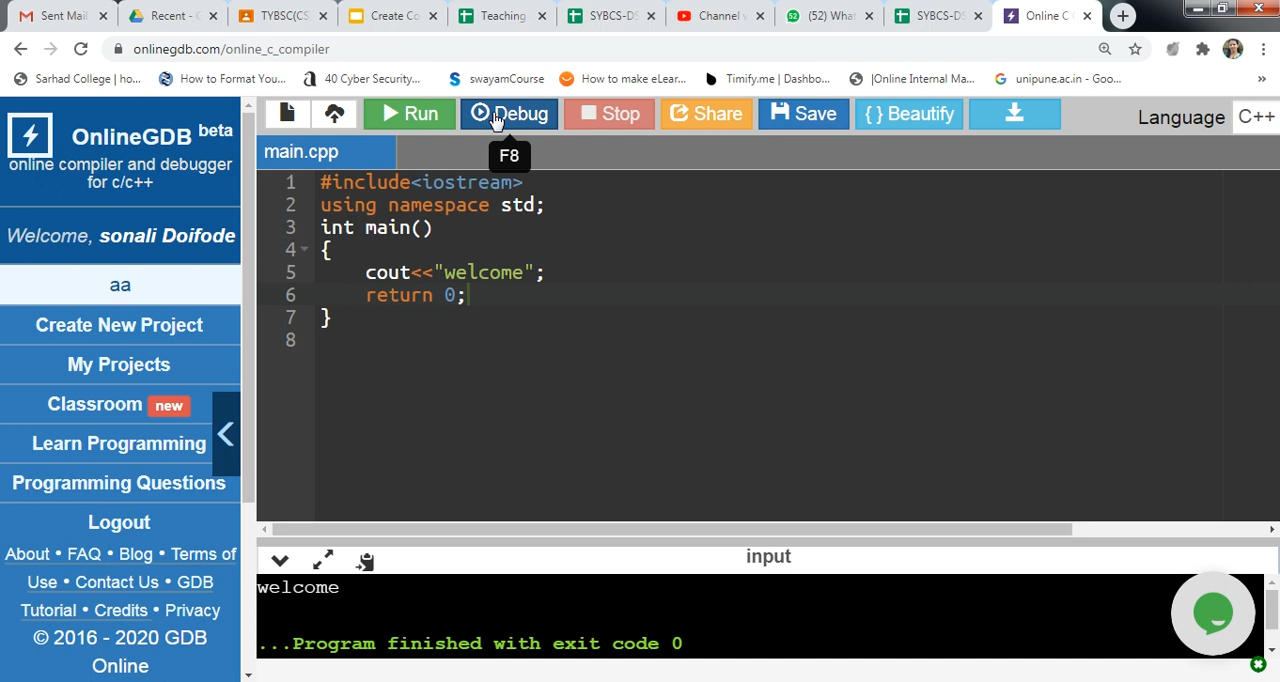 Sent Mail
Recent - G
TYBSC(CS
Create Co
Teaching
SYBCS-DS
Channel v
(52) Wha
SYBCS-DS
Online C C
onlinegdb.com/online_c_compiler
Sarhad College | ho...
How to Format You...
40 Cyber Security...
swayamCourse
How to make eLear...
Timify.me | Dashbo...
|Online Internal Ma...
unipune.ac.in - Goo...
»
OnlineGDB beta
online compiler and debugger
for c/c++
Welcome, sonali Doifode
aa
Create New Project
My Projects
Classroom new
Learn Programming
Programming Questions
Logout
About • FAQ • Blog • Terms of
Use • Contact Us • GDB
Tutorial • Credits • Privacy
© 2016 - 2020 GDB
Online
Run
Debug
Stop
Share
Save
{ } Beautify
Language C++
F8
main.cpp
1 #include<iostream>
2 using namespace std;
3 int main()
4 {
5 cout<<"welcome";
6 return 0;
7 }
8
input
welcome
...Program finished with exit code 0